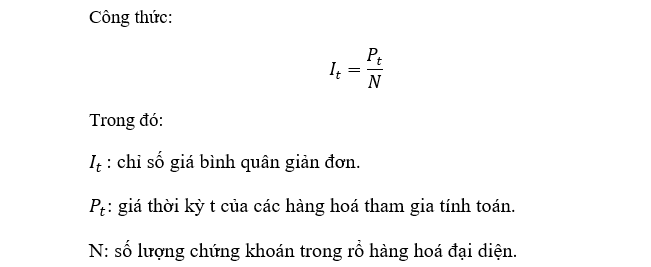 Công thức:
I_t = P_t / N
Trong đó:
I_t : chỉ số giá bình quân giản đơn.
P_t: giá thời kỳ t của các hàng hoá tham gia tính toán.
N: số lượng chứng khoán trong rổ hàng hoá đại diện.